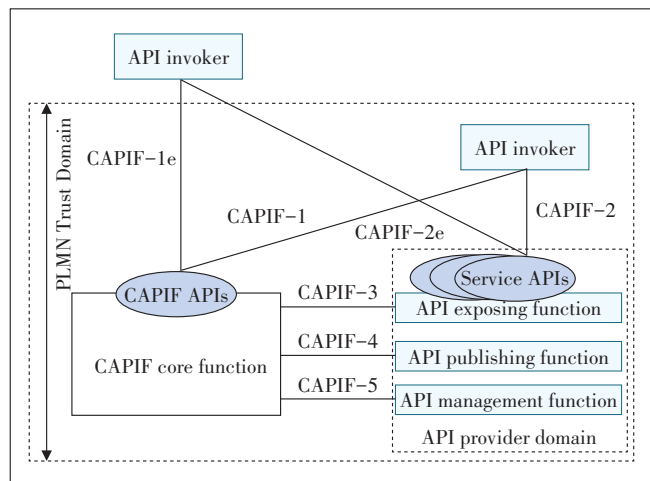 API invoker
PLMN Trust Domain
CAPIF-1e
API invoker
CAPIF-1
CAPIF-2
CAPIF-2e
CAPIF APIs
Service APIs
CAPIF-3
API exposing function
CAPIF core function
CAPIF-4
API publishing function
CAPIF-5
API management function
API provider domain